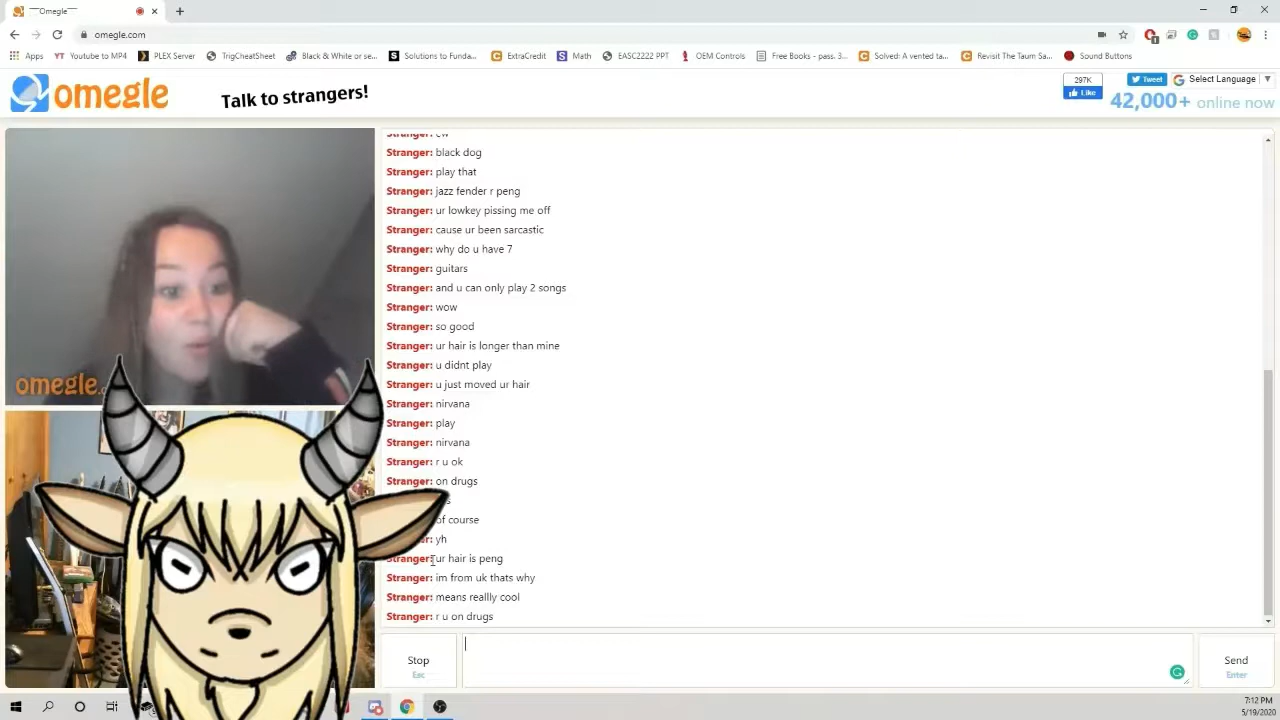 Omegle
omegle.com
Apps
YT Youtube to MP4
PLEX Server
TrigCheatSheet
Black & White or w...
Solutions to Funda...
ExtraCredit
Math
EASC2222 PPT
OEM Controls
Free Books - pass. 3...
Solved: A vented ta...
Revisit The Taum Sa...
Sound Buttons
omegle
Talk to strangers!
297K
Like
Tweet
Select Language
42,000+ online now
Stranger: ew
Stranger: black dog
Stranger: play that
Stranger: jazz fender r peng
Stranger: ur lowkey pissing me off
Stranger: cause ur been sarcastic
Stranger: why do u have 7
Stranger: guitars
Stranger: and u can only play 2 songs
Stranger: wow
Stranger: so good
Stranger: ur hair is longer than mine
Stranger: u didnt play
Stranger: u just moved ur hair
Stranger: nirvana
Stranger: play
Stranger: nirvana
Stranger: r u ok
Stranger: on drugs
of course
yh
Stranger: ur hair is peng
Stranger: im from uk thats why
Stranger: means reallly cool
Stranger: r u on drugs
omegle
Stop
Esc
Send
Enter
7:12 PM
5/19/2020